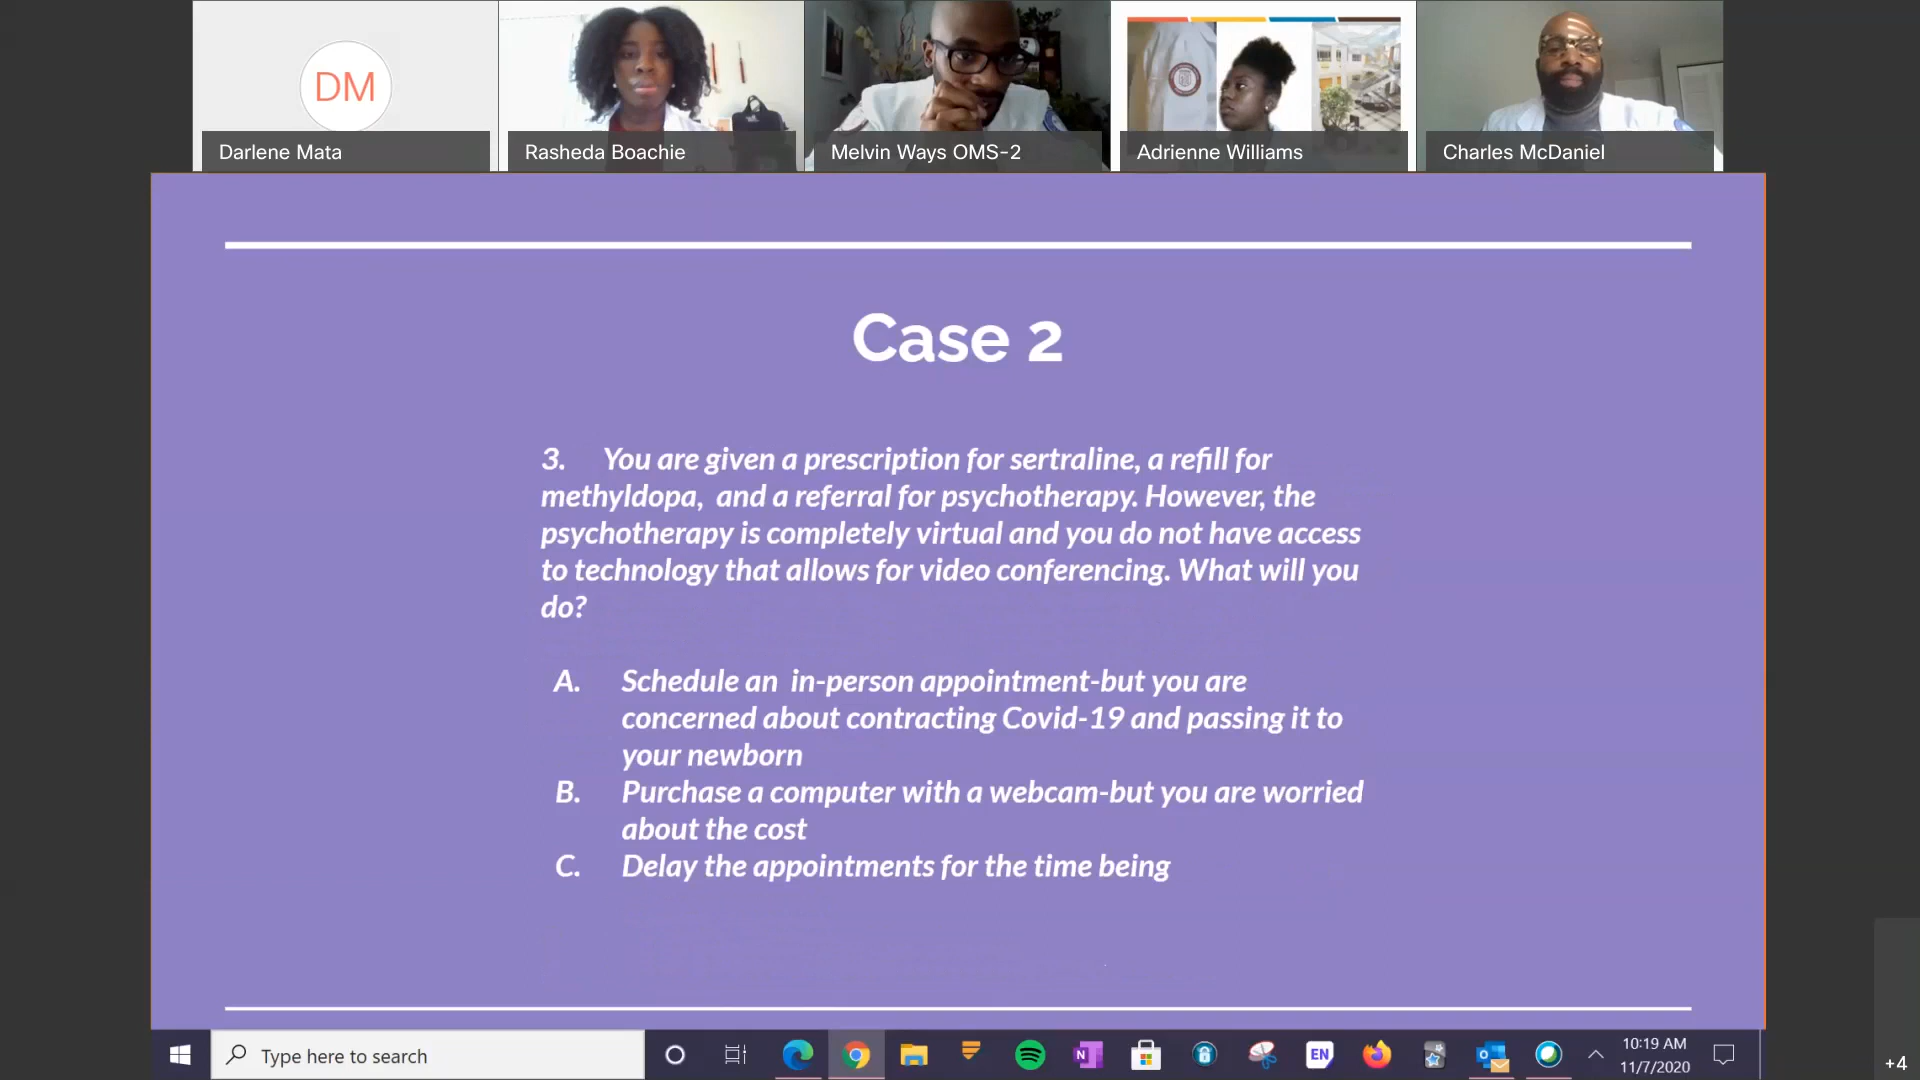 DM
Darlene Mata
Rasheda Boachie
Melvin Ways OMS-2
Adrienne Williams
Charles McDaniel
Case 2
3. You are given a prescription for sertraline, a refill for
methyldopa, and a referral for psychotherapy. However, the
psychotherapy is completely virtual and you do not have access
to technology that allows for video conferencing. What will you
do?
A. Schedule an in-person appointment-but you are
concerned about contracting Covid-19 and passing it to
your newborn
B. Purchase a computer with a webcam-but you are worried
about the cost
C. Delay the appointments for the time being
Type here to search
N
EN
10:19 AM
11/7/2020
+4